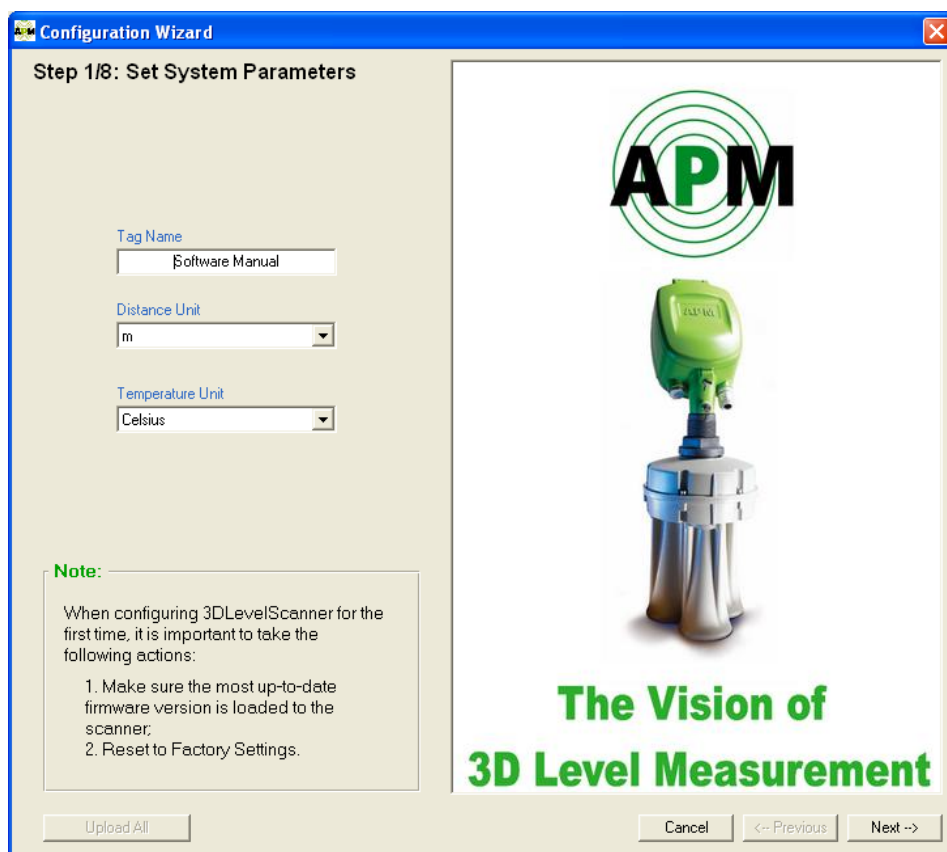 APM Configuration Wizard
Step 1/8: Set System Parameters
Tag Name
Software Manual
Distance Unit
m
Temperature Unit
Celsius
Note:
When configuring 3DLevelScanner for the
first time, it is important to take the
following actions:
1. Make sure the most up-to-date
firmware version is loaded to the
scanner;
2. Reset to Factory Settings.
APM
APM
The Vision of
3D Level Measurement
Upload All
Cancel
<-- Previous
Next -->